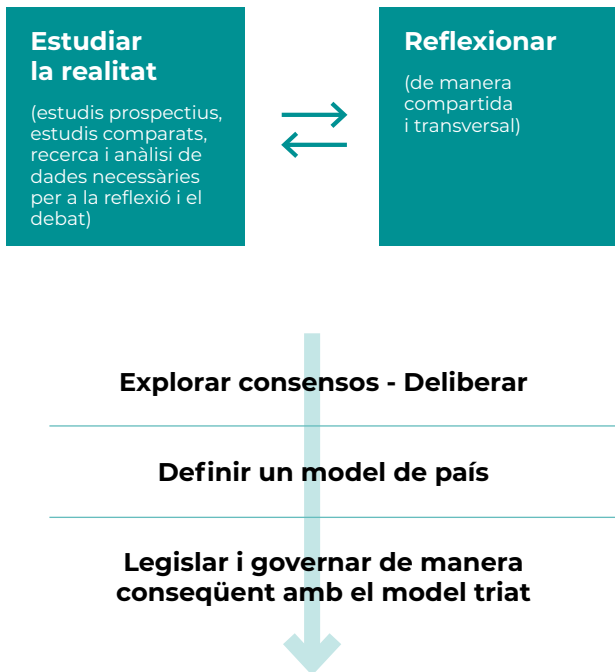 Estudiar
la realitat
(estudis prospectius,
estudis comparats,
recerca i anàlisi de
dades necessàries
per a la reflexió i el
debat)
Reflexionar
(de manera
compartida
i transversal)
Explorar consensos - Deliberar
Definir un model de país
Legislar i governar de manera
conseqüent amb el model triat